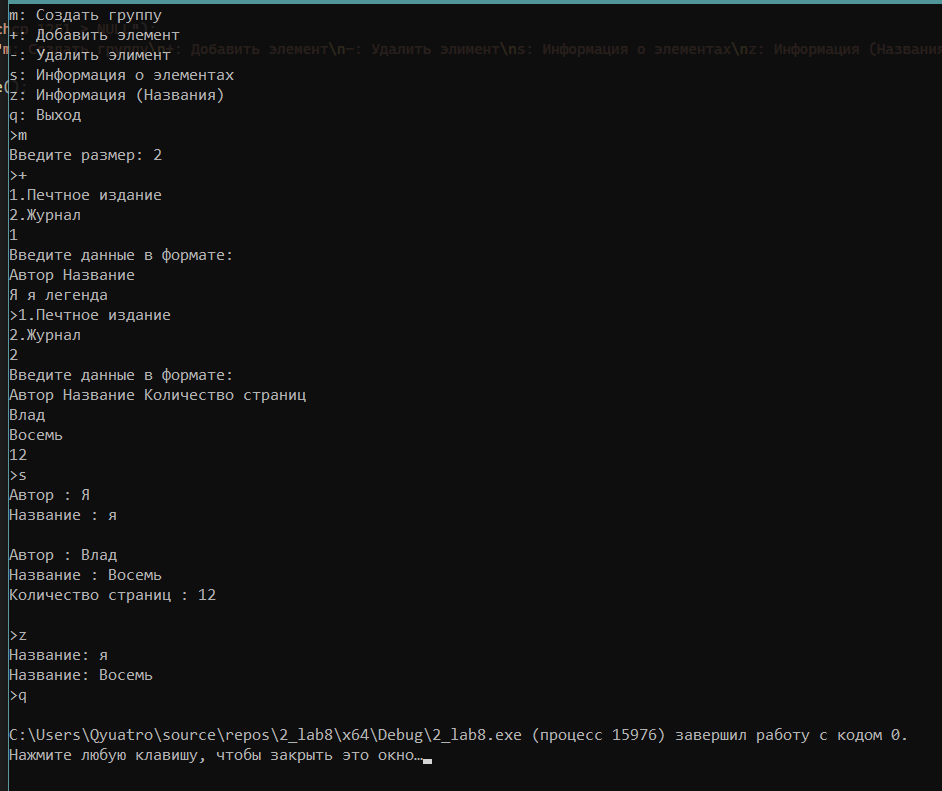 m: Создать группу
+: Добавить элемент
-: Удалить элимент
s: Информация о элементах
z: Информация (Названия)
q: Выход
>m
Введите размер: 2
>+
1.Печтное издание
2.Журнал
1
Введите данные в формате:
Автор Название
Я я легенда
>1.Печтное издание
2.Журнал
2
Введите данные в формате:
Автор Название Количество страниц
Влад
Восемь
12
>s
Автор : Я
Название : я
Автор : Влад
Название : Восемь
Количество страниц : 12
>z
Название: я
Название: Восемь
>q
C:\Users\Qyuatro\source\repos\2_lab8\x64\Debug\2_lab8.exe (процесс 15976) завершил работу с кодом 0.
Нажмите любую клавишу, чтобы закрыть это окно…